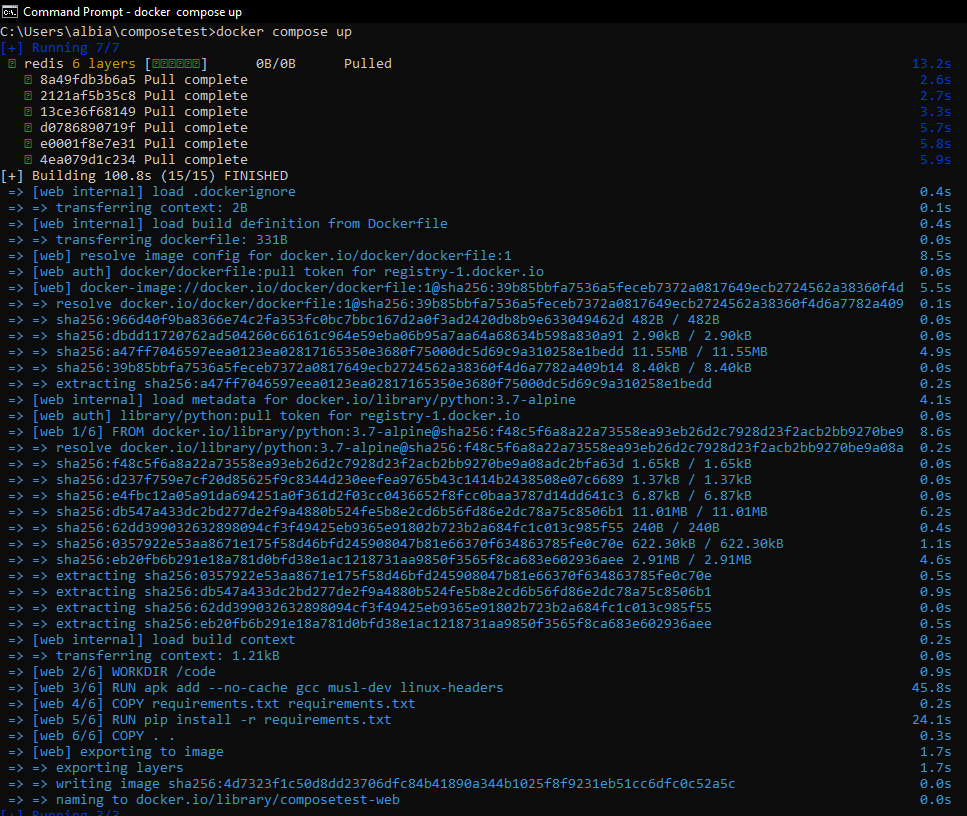 Command Prompt - docker  compose up
C:\Users\albia\composetest>docker compose up
[+] Running 7/7
redis 6 layers [] 0B/0B Pulled 13.2s
8a49fdb3b6a5 Pull complete 2.6s
2121af5b35c8 Pull complete 2.7s
13ce36f68149 Pull complete 3.3s
d0786890719f Pull complete 5.7s
e0001f8e7e31 Pull complete 5.8s
4ea079d1c234 Pull complete 5.9s
[+] Building 100.8s (15/15) FINISHED
=> [web internal] load .dockerignore 0.4s
=> => transferring context: 2B 0.1s
=> [web internal] load build definition from Dockerfile 0.4s
=> => transferring dockerfile: 331B 0.0s
=> [web] resolve image config for docker.io/docker/dockerfile:1 8.5s
=> [web auth] docker/dockerfile:pull token for registry-1.docker.io 0.0s
=> [web] docker-image://docker.io/docker/dockerfile:1@sha256:39b85bbfa7536a5feceb7372a0817649ecb2724562a38360f4d 5.5s
=> => resolve docker.io/docker/dockerfile:1@sha256:39b85bbfa7536a5feceb7372a0817649ecb2724562a38360f4d6a7782a409 0.1s
=> => sha256:966d40f9ba8366e74c2fa353fc0bc7bbc167d2a0f3ad2420db8b9e633049462d 482B / 482B 0.0s
=> => sha256:dbdd11720762ad504260c66161c964e59eba06b95a7aa64a68634b598a830a91 2.90kB / 2.90kB 0.0s
=> => sha256:a47ff7046597eea0123ea02817165350e3680f75000dc5d69c9a310258e1bedd 11.55MB / 11.55MB 4.9s
=> => sha256:39b85bbfa7536a5feceb7372a0817649ecb2724562a38360f4d6a7782a409b14 8.40kB / 8.40kB 0.0s
=> => extracting sha256:a47ff7046597eea0123ea02817165350e3680f75000dc5d69c9a310258e1bedd 0.2s
=> [web internal] load metadata for docker.io/library/python:3.7-alpine 4.1s
=> [web auth] library/python:pull token for registry-1.docker.io 0.0s
=> [web 1/6] FROM docker.io/library/python:3.7-alpine@sha256:f48c5f6a8a22a73558ea93eb26d2c7928d23f2acb2bb9270be9 8.6s
=> => resolve docker.io/library/python:3.7-alpine@sha256:f48c5f6a8a22a73558ea93eb26d2c7928d23f2acb2bb9270be9a08a 0.2s
=> => sha256:f48c5f6a8a22a73558ea93eb26d2c7928d23f2acb2bb9270be9a08adc2bfa63d 1.65kB / 1.65kB 0.0s
=> => sha256:d237f759e7cf20d85625f9c8344d230eefea9765b43c1414b2438508e07c6689 1.37kB / 1.37kB 0.0s
=> => sha256:e4fbc12a05a91da694251a0f361d2f03cc0436652f8fcc0baa3787d14dd641c3 6.87kB / 6.87kB 0.0s
=> => sha256:db547a433dc2bd277de2f9a4880b524fe5b8e2cd6b56fd86e2dc78a75c8506b1 11.01MB / 11.01MB 6.2s
=> => sha256:62dd399032632898094cf3f49425eb9365e91802b723b2a684fc1c013c985f55 240B / 240B 0.4s
=> => sha256:0357922e53aa8671e175f58d46bfd245908047b81e66370f634863785fe0c70e 622.30kB / 622.30kB 1.1s
=> => sha256:eb20fb6b291e18a781d0bfd38e1ac1218731aa9850f3565f8ca683e602936aee 2.91MB / 2.91MB 4.6s
=> => extracting sha256:0357922e53aa8671e175f58d46bfd245908047b81e66370f634863785fe0c70e 0.5s
=> => extracting sha256:db547a433dc2bd277de2f9a4880b524fe5b8e2cd6b56fd86e2dc78a75c8506b1 0.9s
=> => extracting sha256:62dd399032632898094cf3f49425eb9365e91802b723b2a684fc1c013c985f55 0.0s
=> => extracting sha256:eb20fb6b291e18a781d0bfd38e1ac1218731aa9850f3565f8ca683e602936aee 0.5s
=> [web internal] load build context 0.2s
=> => transferring context: 1.21kB 0.0s
=> [web 2/6] WORKDIR /code 0.9s
=> [web 3/6] RUN apk add --no-cache gcc musl-dev linux-headers 45.8s
=> [web 4/6] COPY requirements.txt requirements.txt 0.2s
=> [web 5/6] RUN pip install -r requirements.txt 24.1s
=> [web 6/6] COPY . . 0.3s
=> [web] exporting to image 1.7s
=> => exporting layers 1.7s
=> => writing image sha256:4d7323f1c50d8dd23706dfc84b41890a344b1025f8f9231eb51cc6dfc0c52a5c 0.0s
=> => naming to docker.io/library/composetest-web 0.0s
[+] Running 3/3